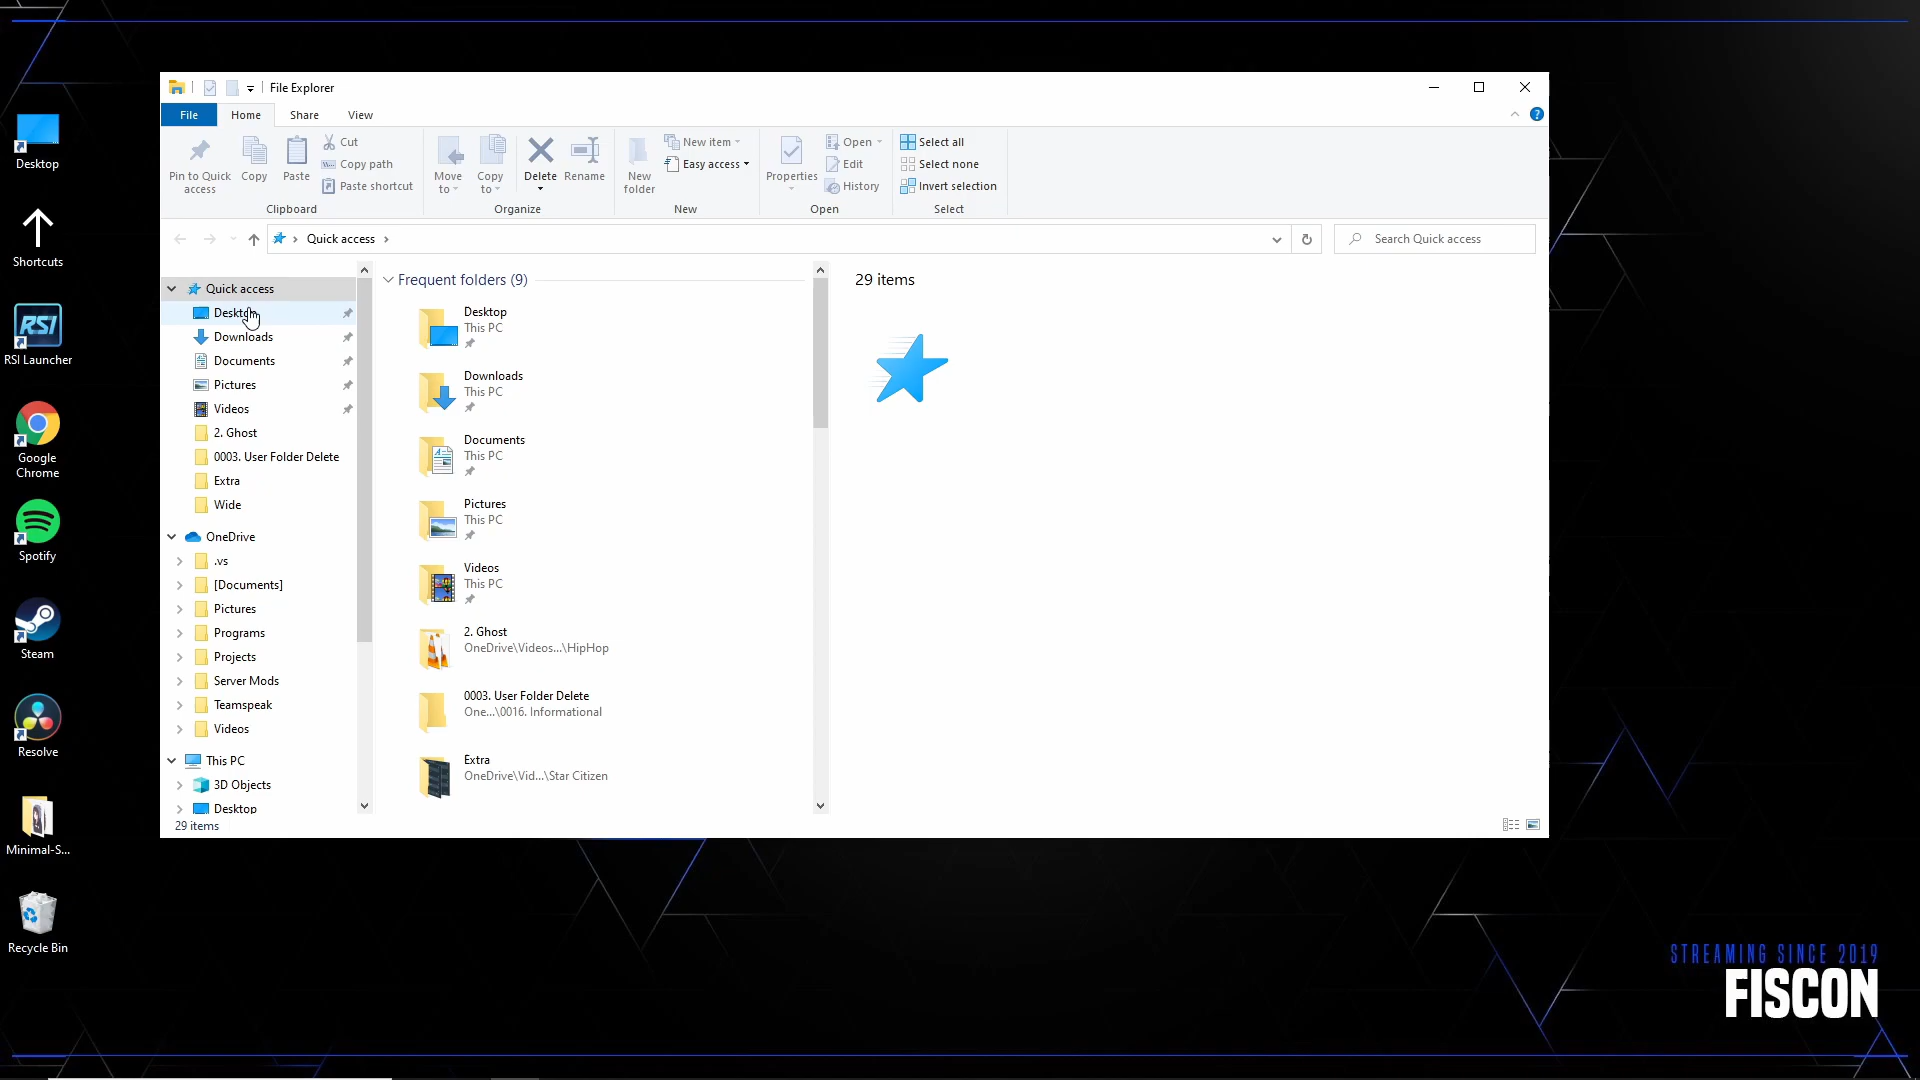 File Explorer
File
Home
Share
View
Pin to Quick
access
Copy
Paste
Cut
Copy path
Paste shortcut
Clipboard
Move
to
Copy
to
Delete
Rename
Organize
New
folder
New item
Easy access
New
Properties
Open
Edit
History
Open
Select all
Select none
Invert selection
Select
Quick access
Search Quick access
Quick access
Desktop
Downloads
Documents
Pictures
Videos
2. Ghost
0003. User Folder Delete
Extra
Wide
OneDrive
.vs
[Documents]
Pictures
Programs
Projects
Server Mods
Teamspeak
Videos
This PC
3D Objects
Desktop
29 items
Frequent folders (9)
Desktop
This PC
Downloads
This PC
Documents
This PC
Pictures
This PC
Videos
This PC
2. Ghost
OneDrive\Videos...\HipHop
0003. User Folder Delete
One...\0016. Informational
Extra
OneDrive\Vid...\Star Citizen
29 items
Desktop
Shortcuts
RSI
RSI Launcher
Google
Chrome
Spotify
Steam
Resolve
Minimal-S...
Recycle Bin
STREAMING SINCE 2019
FISCON